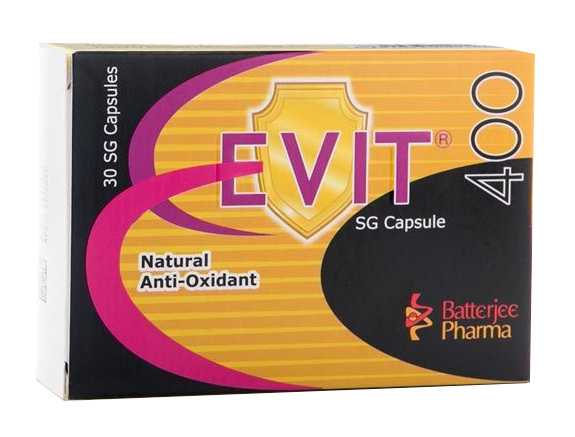 30 SG Capsules
EVIT®
400
SG Capsule
Natural
Anti-Oxidant
Batterjee
Pharma